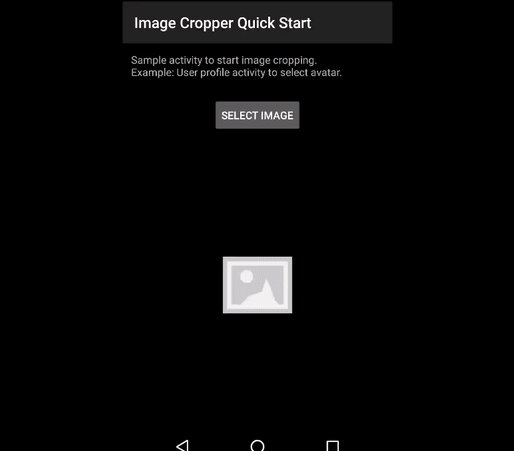 Image Cropper Quick Start
Sample activity to start image cropping.
Example: User profile activity to select avatar.
SELECT IMAGE